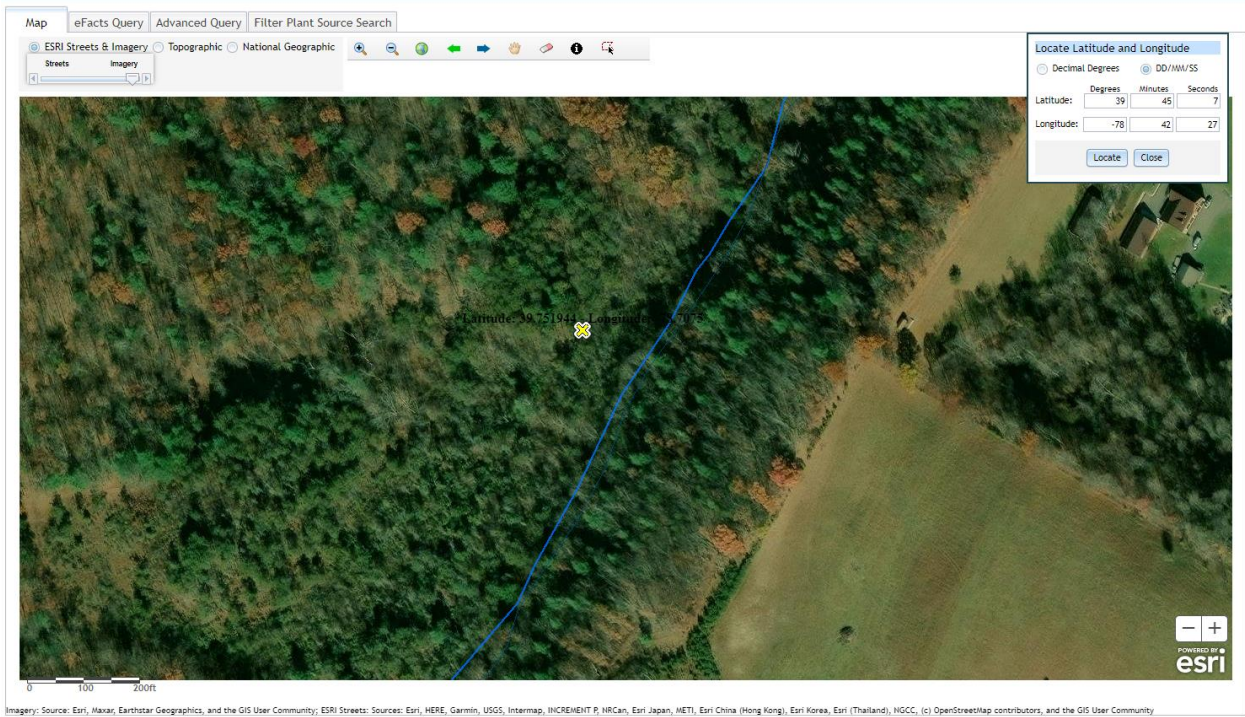 Map eFacts Query Advanced Query Filter Plant Source Search
ESRI Streets & Imagery Topographic National Geographic
Streets Imagery
Locate Latitude and Longitude
Decimal Degrees DD/MM/SS
Degrees Minutes Seconds
Latitude: 39 45 7
Longitude: -78 42 27
Locate Close
Latitude: 39.751944 Longitude:
POWERED BY
esri
0 100 200ft
Imagery: Source: Esri, Maxar, Earthstar Geographics, and the GIS User Community; ESRI Streets: Sources: Esri, HERE, Garmin, USGS, Intermap, INCREMENT P, NRCan, Esri Japan, METI, Esri China (Hong Kong), Esri Korea, Esri (Thailand), NGCC, (c) OpenStreetMap contributors, and the GIS User Community